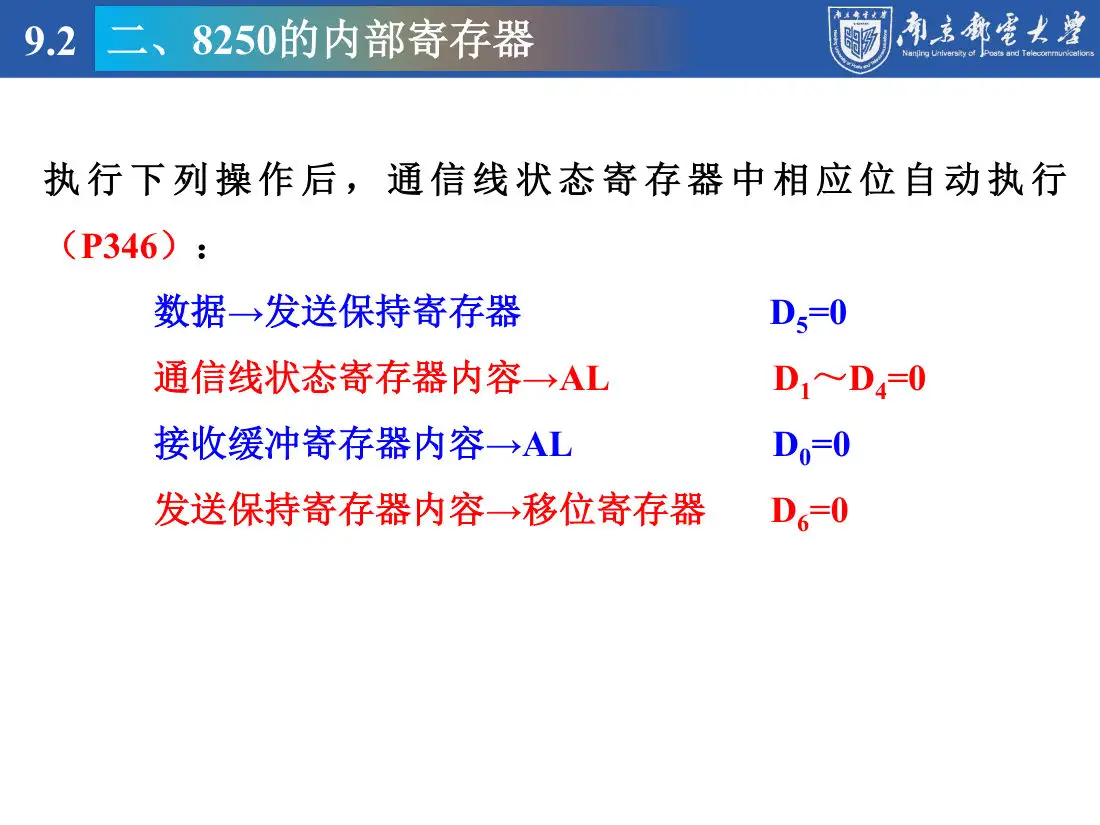 9.2 二、8250的内部寄存器
南京邮电大学
Nanjing University of Posts and Telecommunications
执行下列操作后，通信线状态寄存器中相应位自动执行
（P346）：
数据→发送保持寄存器 D5=0
通信线状态寄存器内容→AL D1～D4=0
接收缓冲寄存器内容→AL D0=0
发送保持寄存器内容→移位寄存器 D6=0